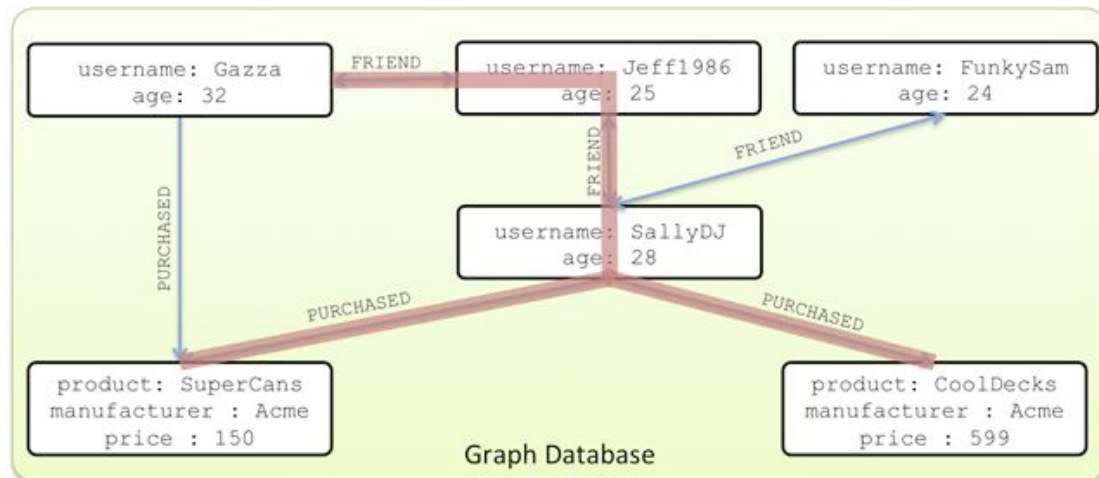 username: Gazza
age: 32
FRIEND
username: Jeff1986
age: 25
username: FunkySam
age: 24
FRIEND
FRIEND
PURCHASED
username: SallyDJ
age: 28
PURCHASED
PURCHASED
product: SuperCans
manufacturer : Acme
price : 150
product: CoolDecks
manufacturer : Acme
price : 599
Graph Database